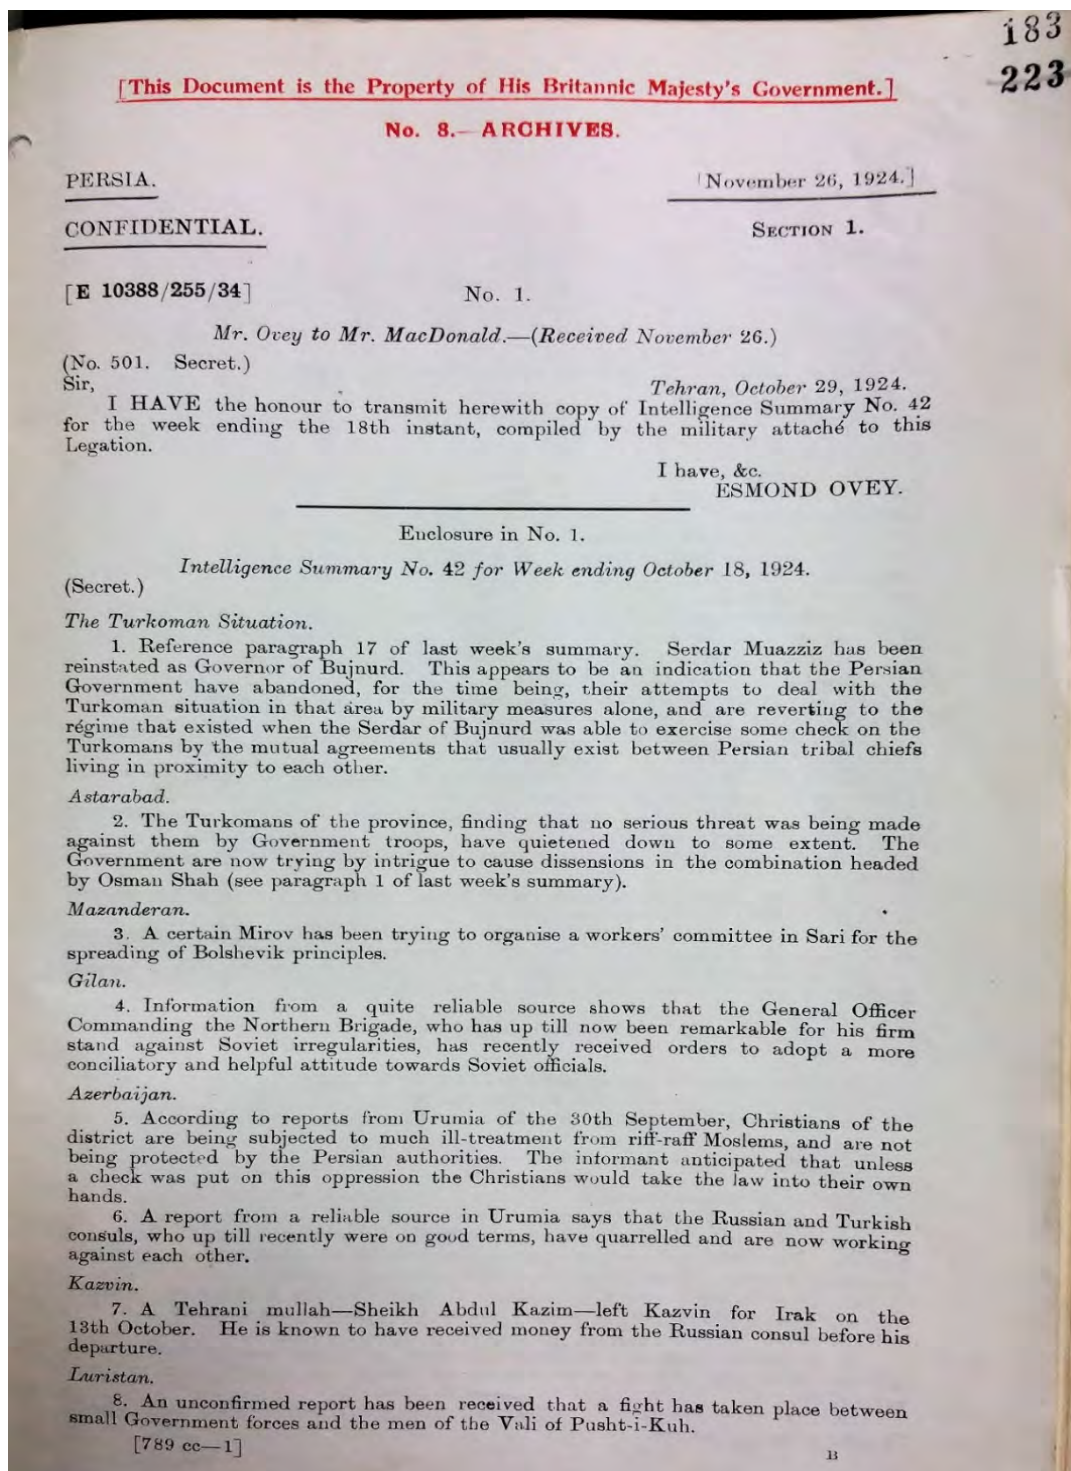 183
223
[This Document is the Property of His Britannic Majesty's Government.]
No. 8.—ARCHIVES.
PERSIA.
[November 26, 1924.]
CONFIDENTIAL.
SECTION 1.
[E 10388/255/34]
No. 1.
Mr. Ovey to Mr. MacDonald.—(Received November 26.)
(No. 501. Secret.)
Sir,
Tehran, October 29, 1924.
I HAVE the honour to transmit herewith copy of Intelligence Summary No. 42
for the week ending the 18th instant, compiled by the military attaché to this
Legation.
I have, &c.
ESMOND OVEY.
Enclosure in No. 1.
Intelligence Summary No. 42 for Week ending October 18, 1924.
(Secret.)
The Turkoman Situation.
1. Reference paragraph 17 of last week's summary. Serdar Muazziz has been
reinstated as Governor of Bujnurd. This appears to be an indication that the Persian
Government have abandoned, for the time being, their attempts to deal with the
Turkoman situation in that area by military measures alone, and are reverting to the
régime that existed when the Serdar of Bujnurd was able to exercise some check on the
Turkomans by the mutual agreements that usually exist between Persian tribal chiefs
living in proximity to each other.
Astarabad.
2. The Turkomans of the province, finding that no serious threat was being made
against them by Government troops, have quietened down to some extent. The
Government are now trying by intrigue to cause dissensions in the combination headed
by Osman Shah (see paragraph 1 of last week's summary).
Mazanderan.
3. A certain Mirov has been trying to organise a workers' committee in Sari for the
spreading of Bolshevik principles.
Gilan.
4. Information from a quite reliable source shows that the General Officer
Commanding the Northern Brigade, who has up till now been remarkable for his firm
stand against Soviet irregularities, has recently received orders to adopt a more
conciliatory and helpful attitude towards Soviet officials.
Azerbaijan.
5. According to reports from Urumia of the 30th September, Christians of the
district are being subjected to much ill-treatment from riff-raff Moslems, and are not
being protected by the Persian authorities. The informant anticipated that unless
a check was put on this oppression the Christians would take the law into their own
hands.
6. A report from a reliable source in Urumia says that the Russian and Turkish
consuls, who up till recently were on good terms, have quarrelled and are now working
against each other.
Kazvin.
7. A Tehrani mullah—Sheikh Abdul Kazim—left Kazvin for Irak on the
13th October. He is known to have received money from the Russian consul before his
departure.
Luristan.
8. An unconfirmed report has been received that a fight has taken place between
small Government forces and the men of the Vali of Pusht-i-Kuh.
[789 cc—1]
B